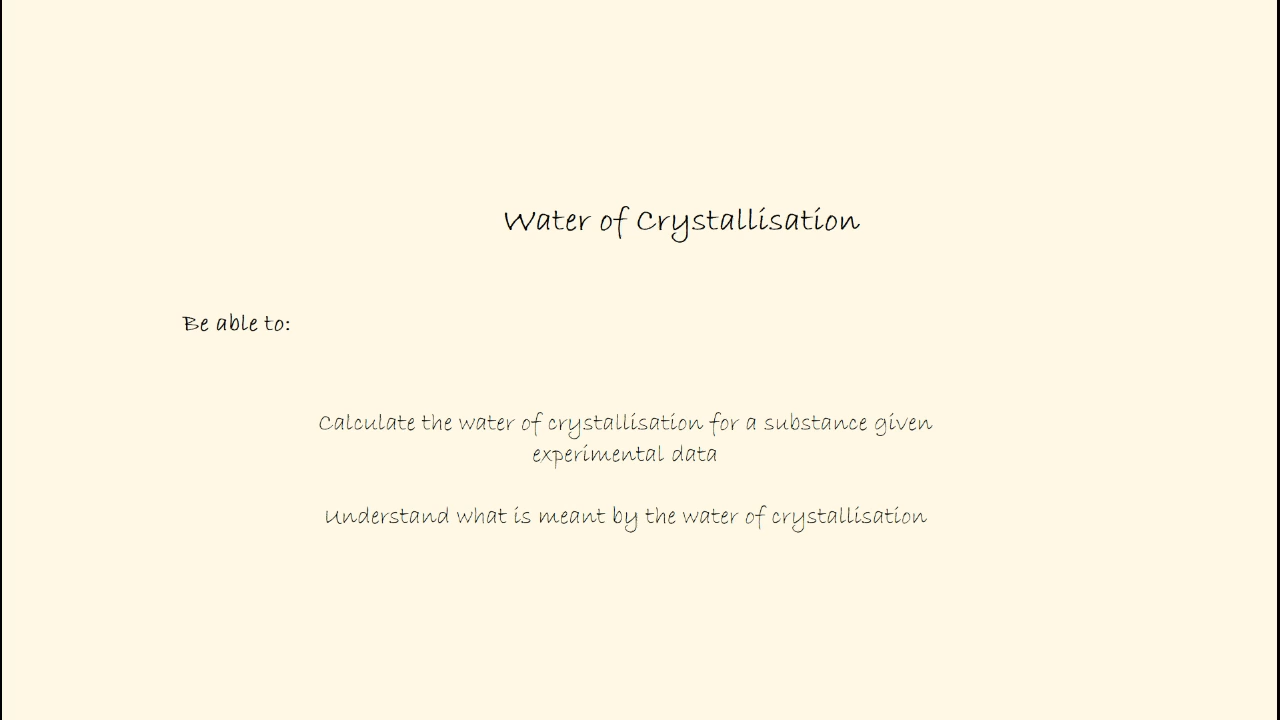 Water of Crystallisation
Be able to:
Calculate the water of crystallisation for a substance given
experimental data
Understand what is meant by the water of crystallisation